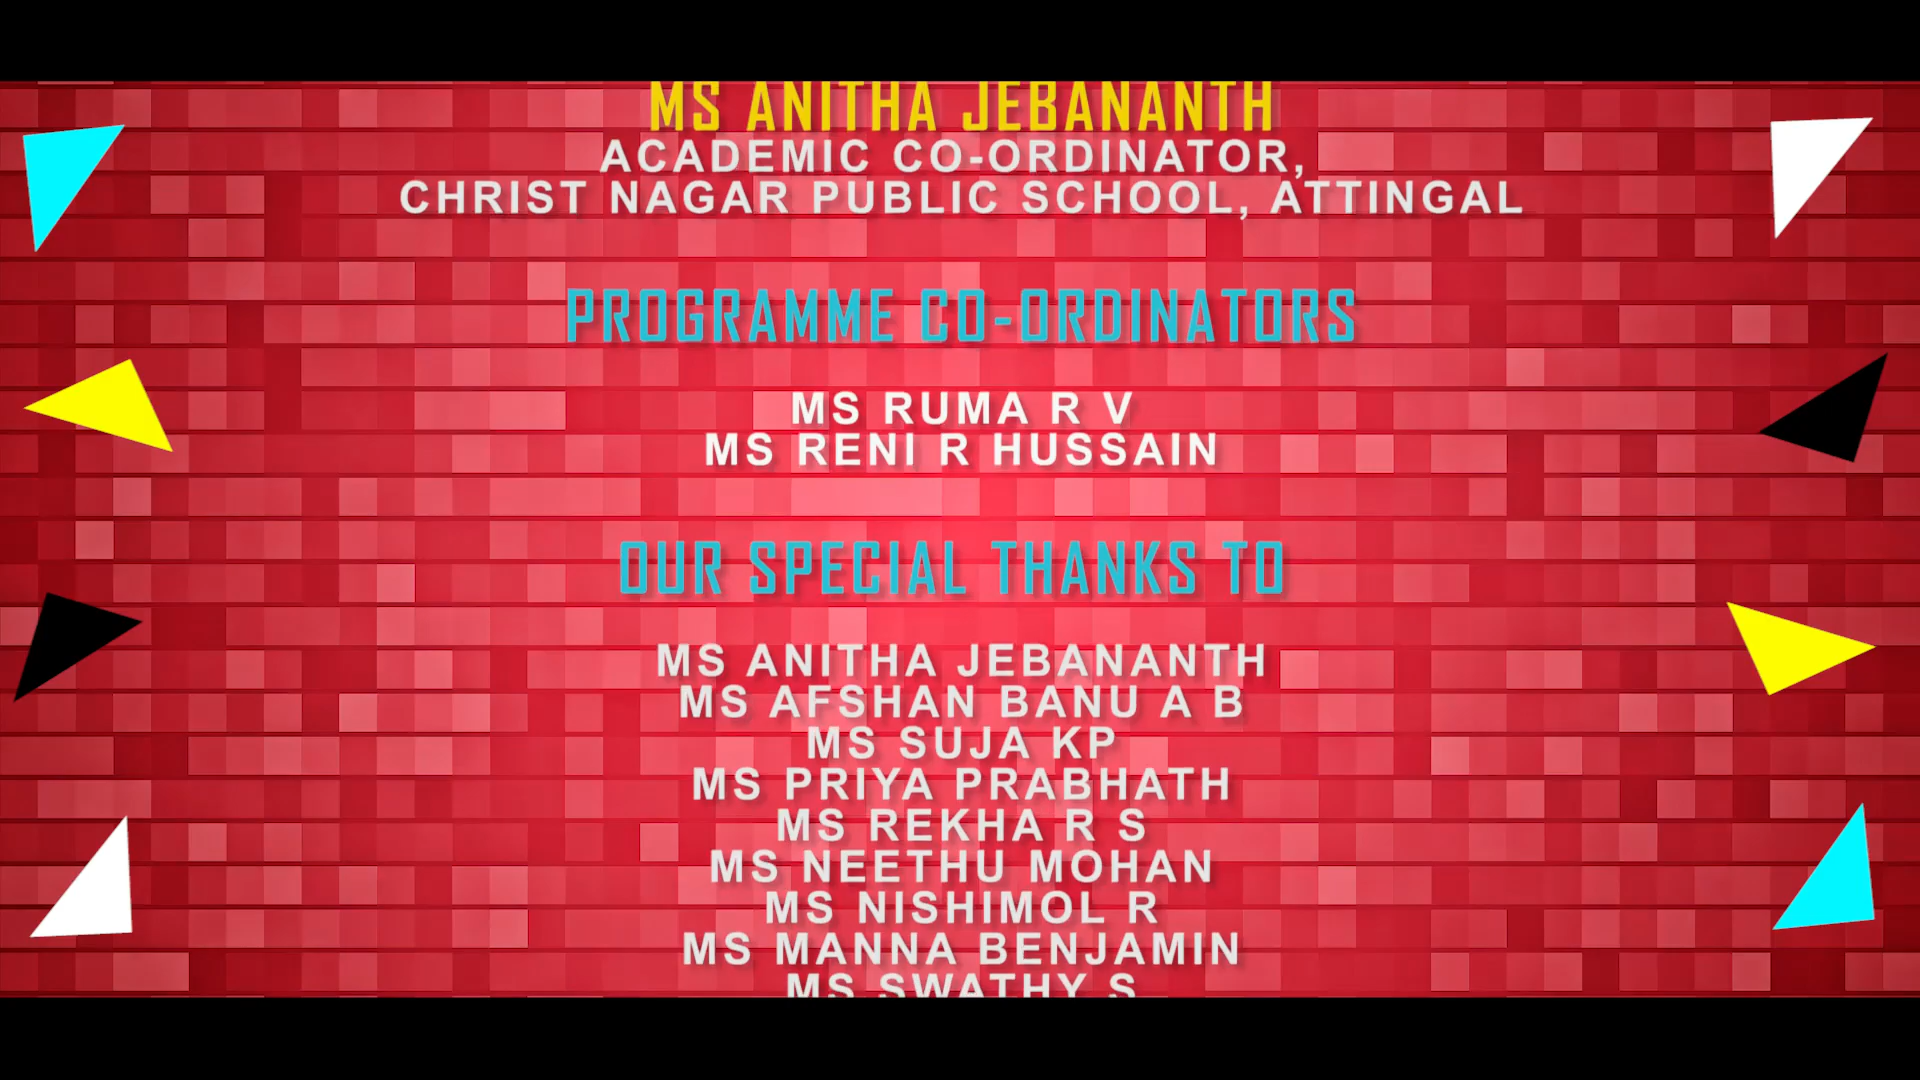 MS ANITHA JEBANANTH
ACADEMIC CO-ORDINATOR,
CHRIST NAGAR PUBLIC SCHOOL, ATTINGAL
PROGRAMME CO-ORDINATORS
MS RUMA R V
MS RENI R HUSSAIN
OUR SPECIAL THANKS TO
MS ANITHA JEBANANTH
MS AFSHAN BANU A B
MS SUJA KP
MS PRIYA PRABHATH
MS REKHA R S
MS NEETHU MOHAN
MS NISHIMOL R
MS MANNA BENJAMIN
MS SWATHY S